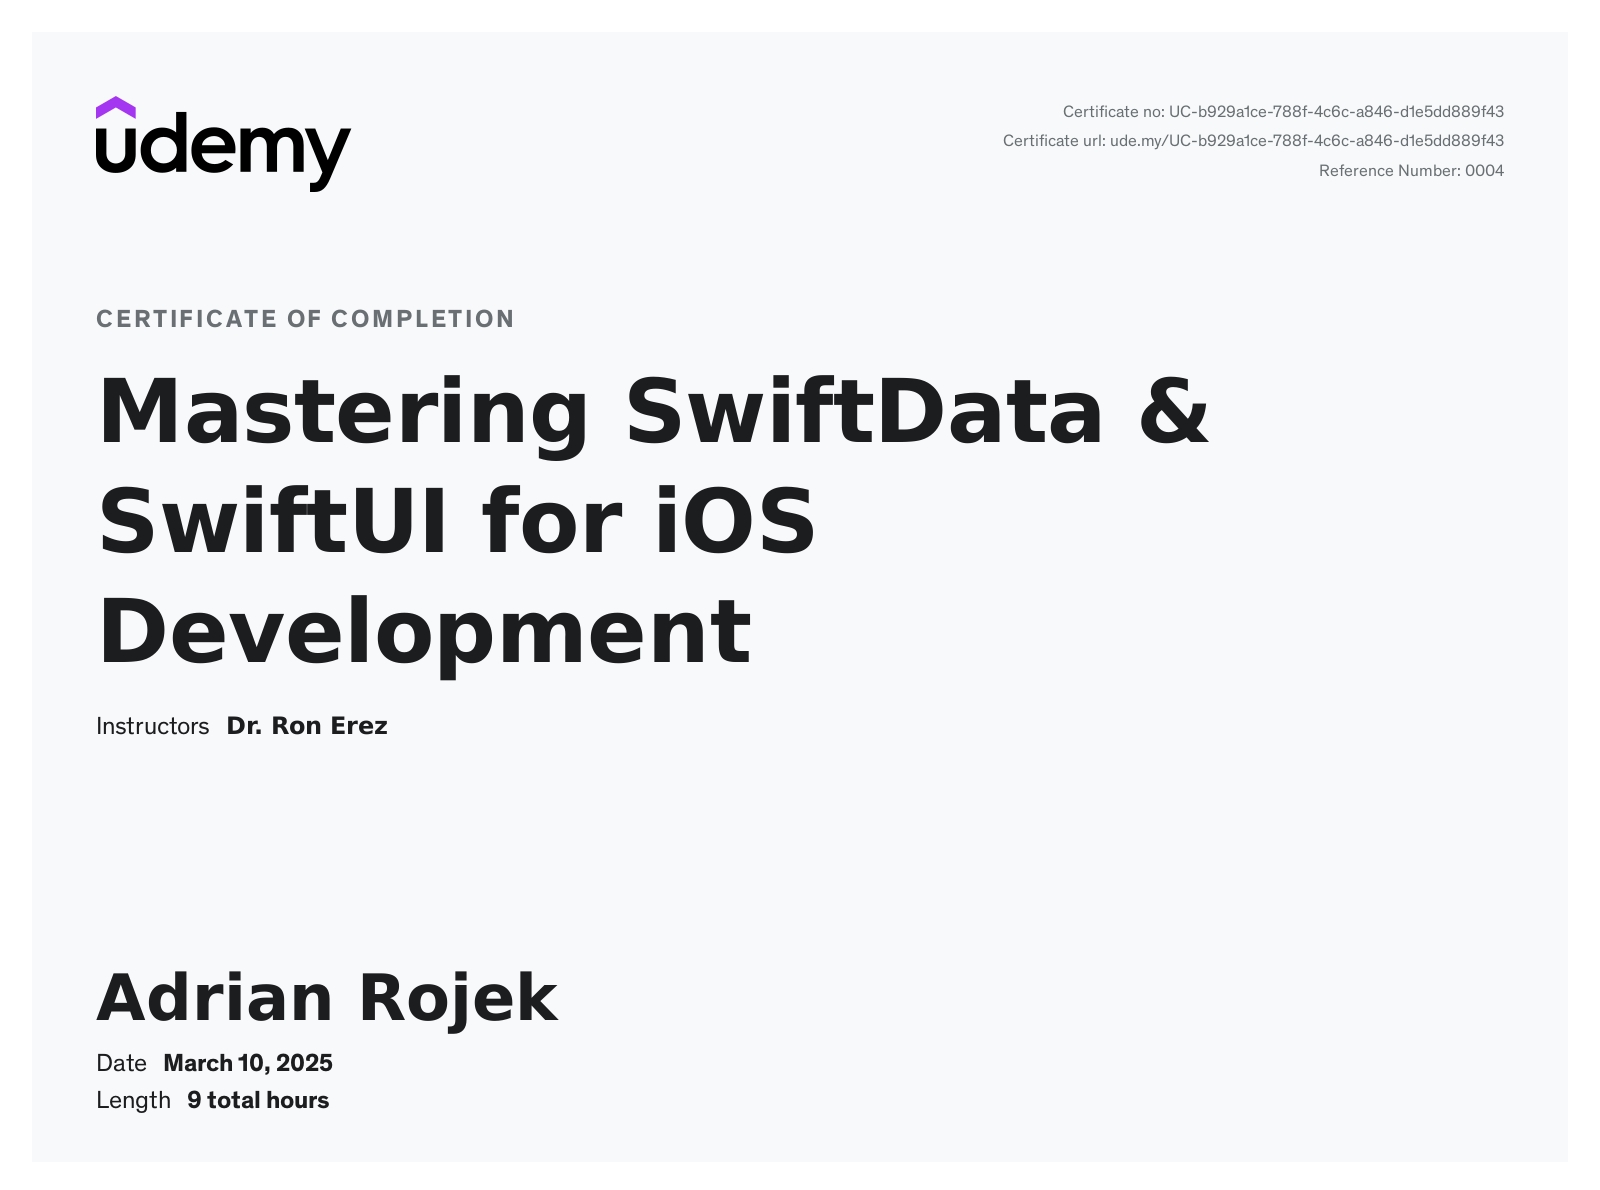 udemy
Certificate no: UC-b929a1ce-788f-4c6c-a846-d1e5dd889f43
Certificate url: ude.my/UC-b929a1ce-788f-4c6c-a846-d1e5dd889f43
Reference Number: 0004
CERTIFICATE OF COMPLETION
Mastering SwiftData &
SwiftUI for iOS
Development
Instructors Dr. Ron Erez
Adrian Rojek
Date March 10, 2025
Length 9 total hours